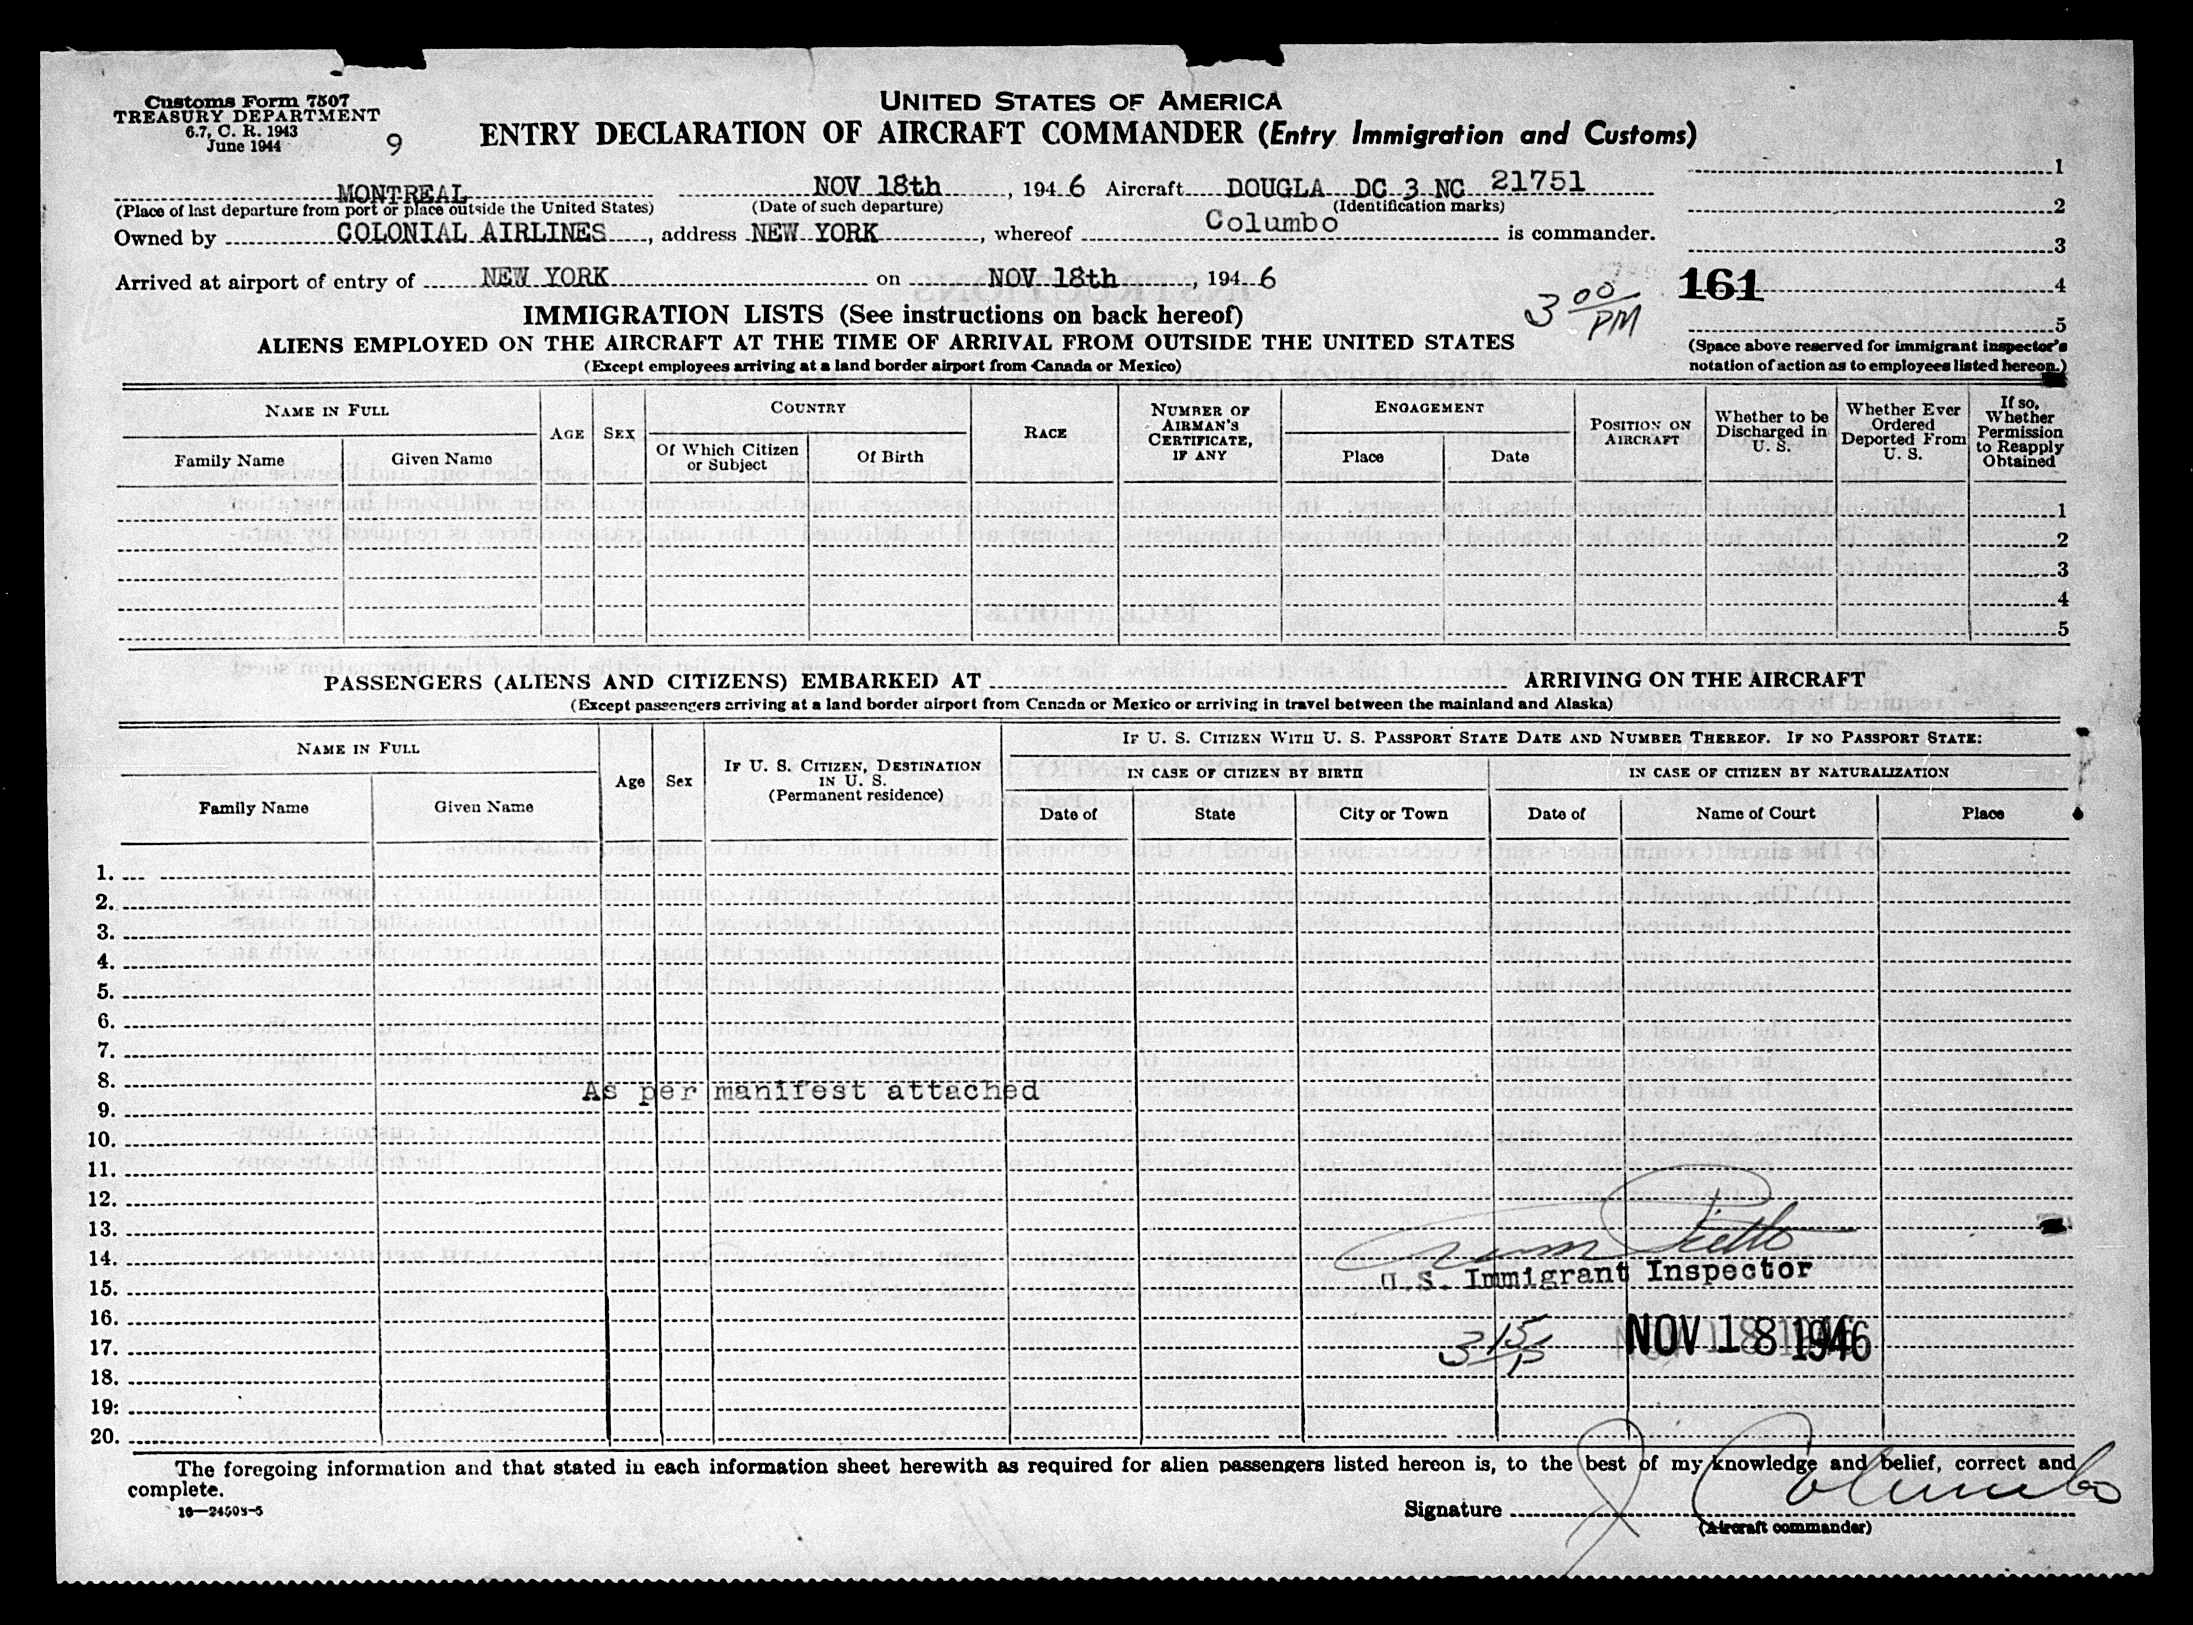 Customs Form 7507
TREASURY DEPARTMENT
6.7, C. R. 1943
June 1944
9
UNITED STATES OF AMERICA
ENTRY DECLARATION OF AIRCRAFT COMMANDER (Entry Immigration and Customs)
MONTREAL NOV 18th, 1946 Aircraft DOUGLA DC 3 NC 21751
(Place of last departure from port or place outside the United States) (Date of such departure) (Identification marks)
Owned by COLONIAL AIRLINES, address NEW YORK, whereof Columbo is commander.
Arrived at airport of entry of NEW YORK on NOV 18th, 1946
1
2
3
161 4
5
3 00/PM
(Space above reserved for immigrant inspector's
notation of action as to employees listed hereon.)
IMMIGRATION LISTS (See instructions on back hereof)
ALIENS EMPLOYED ON THE AIRCRAFT AT THE TIME OF ARRIVAL FROM OUTSIDE THE UNITED STATES
(Except employees arriving at a land border airport from Canada or Mexico)
NAME IN FULL
Family Name
Given Name
AGE
SEX
COUNTRY
Of Which Citizen
or Subject
Of Birth
RACE
NUMBER OF
AIRMAN'S
CERTIFICATE,
IF ANY
ENGAGEMENT
Place
Date
POSITION ON
AIRCRAFT
Whether to be
Discharged in
U. S.
Whether Ever
Ordered
Deported From
U. S.
If so,
Whether
Permission
to Reapply
Obtained
1
2
3
4
5
PASSENGERS (ALIENS AND CITIZENS) EMBARKED AT ARRIVING ON THE AIRCRAFT
(Except passengers arriving at a land border airport from Canada or Mexico or arriving in travel between the mainland and Alaska)
NAME IN FULL
Family Name
Given Name
Age
Sex
IF U. S. CITIZEN, DESTINATION
IN U. S.
(Permanent residence)
IF U. S. CITIZEN WITH U. S. PASSPORT STATE DATE AND NUMBER THEREOF. IF NO PASSPORT STATE:
IN CASE OF CITIZEN BY BIRTH
IN CASE OF CITIZEN BY NATURALIZATION
Date of
State
City or Town
Date of
Name of Court
Place
1.
2.
3.
4.
5.
6.
7.
8.
As per manifest attached
9.
10.
11.
12.
13.
14.
U.S. Immigrant Inspector
15.
16.
3 15/P NOV 18 1946
17.
18.
19.
20.
The foregoing information and that stated in each information sheet herewith as required for alien passengers listed hereon is, to the best of my knowledge and belief, correct and
complete.
16—24508-5
Signature J Columbo
(Aircraft commander)